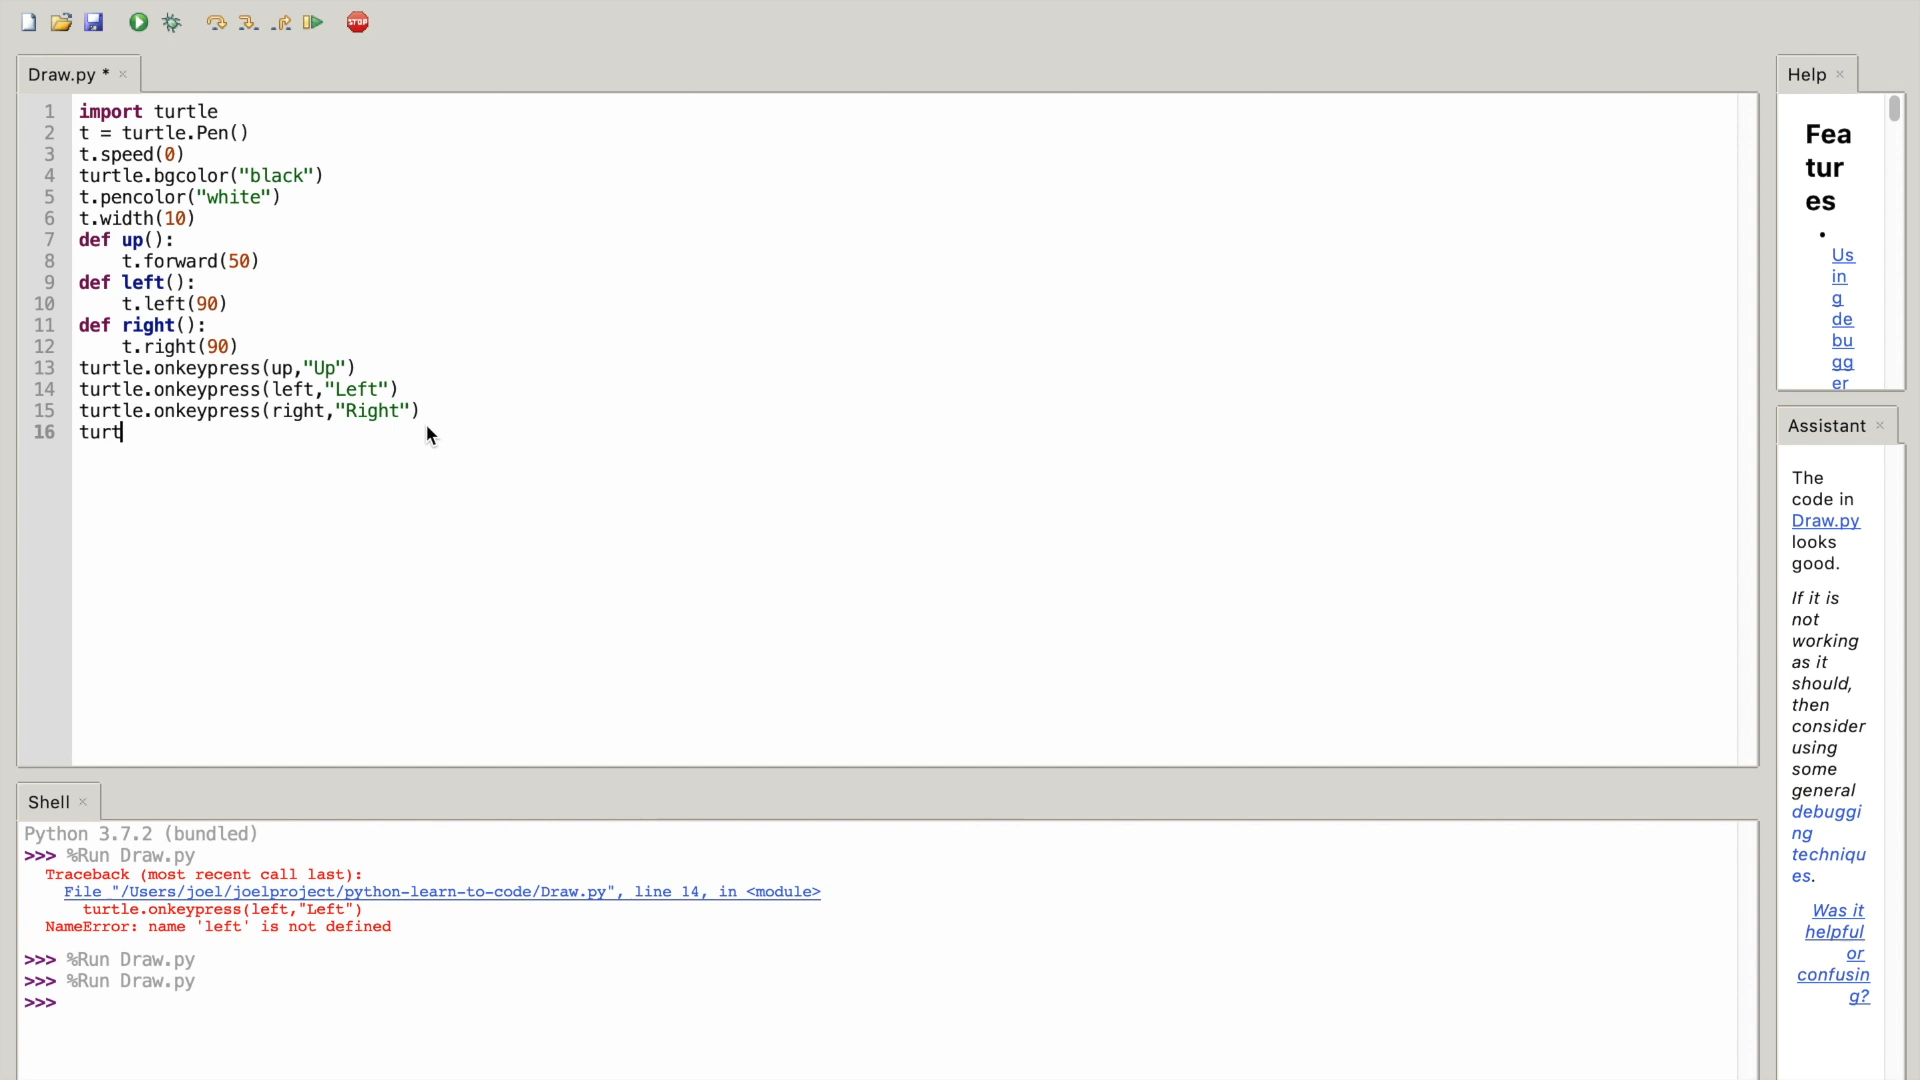 STOP
Draw.py *
1 import turtle
2 t = turtle.Pen()
3 t.speed(0)
4 turtle.bgcolor("black")
5 t.pencolor("white")
6 t.width(10)
7 def up():
8     t.forward(50)
9 def left():
10     t.left(90)
11 def right():
12     t.right(90)
13 turtle.onkeypress(up,"Up")
14 turtle.onkeypress(left,"Left")
15 turtle.onkeypress(right,"Right")
16 turt
Shell
Python 3.7.2 (bundled)
>>> %Run Draw.py
Traceback (most recent call last):
File "/Users/joel/joelproject/python-learn-to-code/Draw.py", line 14, in <module>
turtle.onkeypress(left,"Left")
NameError: name 'left' is not defined
>>> %Run Draw.py
>>> %Run Draw.py
>>>
Help
Fea
tur
es
•
Us
in
g
de
bu
gg
er
Assistant
The
code in
Draw.py
looks
good.
If it is
not
working
as it
should,
then
consider
using
some
general
debuggi
ng
techniqu
es.
Was it
helpful
or
confusin
g?